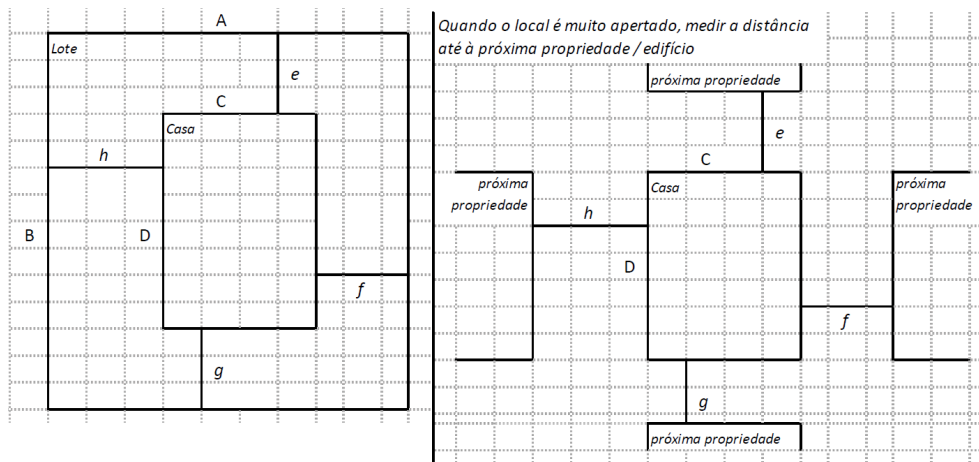 A
Lote
e
C
Casa
h
B
D
f
g
Quando o local é muito apertado, medir a distância
até à próxima propriedade / edifício
próxima propriedade
e
C
próxima
propriedade
Casa
próxima
propriedade
h
D
f
g
próxima propriedade